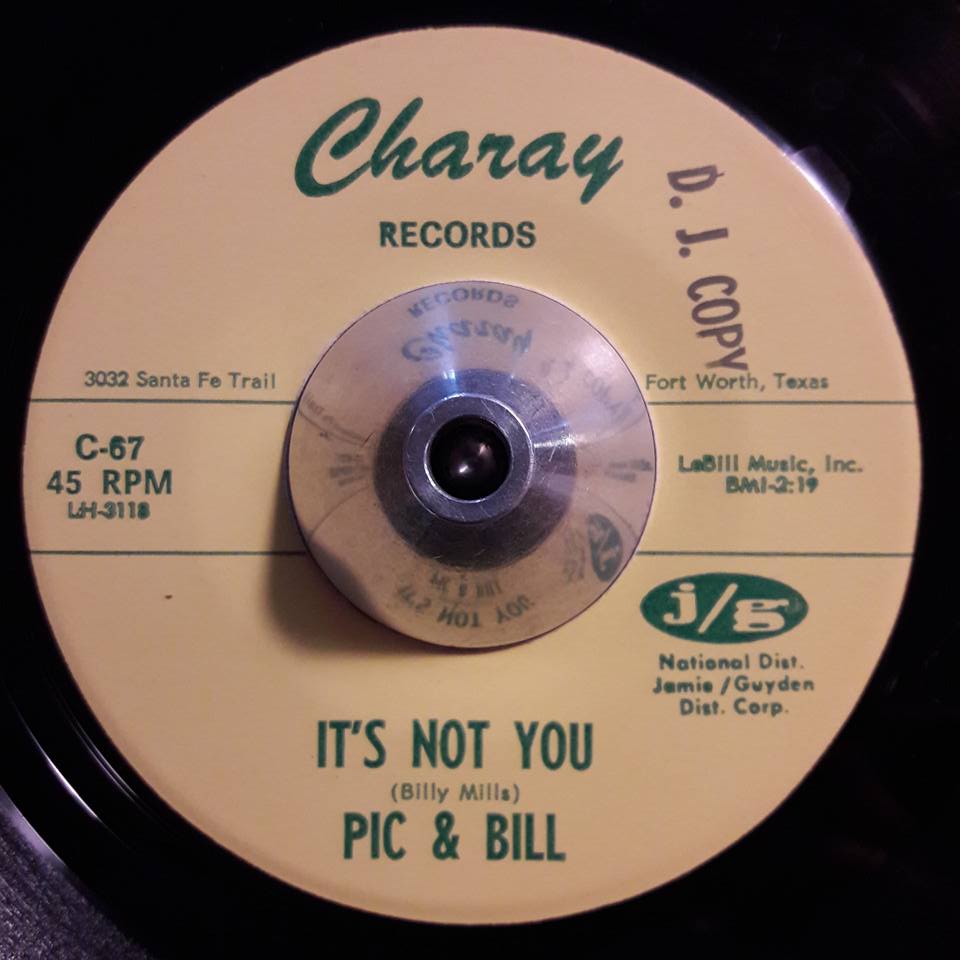 Charay
RECORDS
D. J. COPY
3032 Santa Fe Trail
Fort Worth, Texas
C-67
45 RPM
LH-3118
LeBill Music, Inc.
BMI-2:19
j/g
National Dist.
Jamie / Guyden
Dist. Corp.
IT'S NOT YOU
(Billy Mills)
PIC & BILL